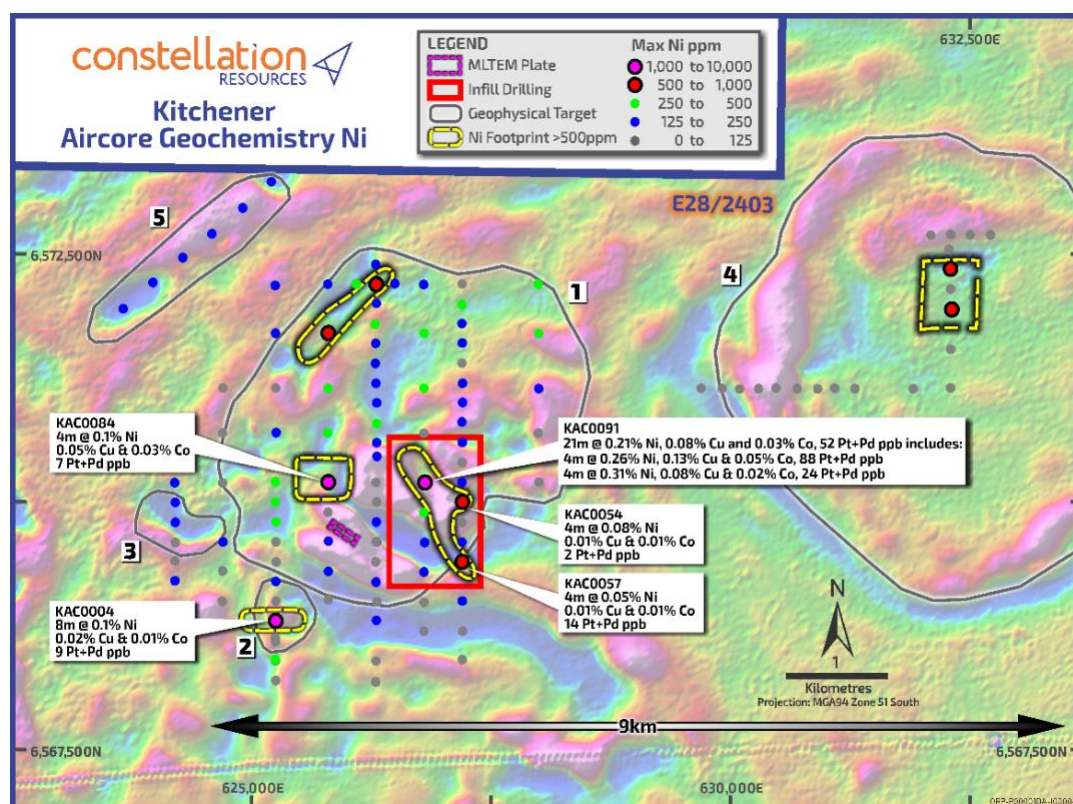 constellation
RESOURCES
Kitchener
Aircore Geochemistry Ni
LEGEND
MLTEM Plate
Infill Drilling
Geophysical Target
Ni Footprint >500ppm
Max Ni ppm
1,000 to 10,000
500 to 1,000
250 to 500
125 to 250
0 to 125
632,500E
E28/2403
5
6,572,500N
1
4
KAC0084
4m @ 0.1% Ni
0.05% Cu & 0.03% Co
7 Pt+Pd ppb
KAC0091
21m @ 0.21% Ni, 0.08% Cu and 0.03% Co, 52 Pt+Pd ppb includes:
4m @ 0.26% Ni, 0.13% Cu & 0.05% Co, 88 Pt+Pd ppb
4m @ 0.31% Ni, 0.08% Cu & 0.02% Co, 24 Pt+Pd ppb
KAC0054
4m @ 0.08% Ni
0.01% Cu & 0.01% Co
2 Pt+Pd ppb
3
KAC0057
4m @ 0.05% Ni
0.01% Cu & 0.01% Co
14 Pt+Pd ppb
KAC0004
8m @ 0.1% Ni
0.02% Cu & 0.01% Co
9 Pt+Pd ppb
2
N
1
Kilometres
Projection: MGA94 Zone 51 South
9km
6,567,500N
6,567,500N
625,000E
630,000E